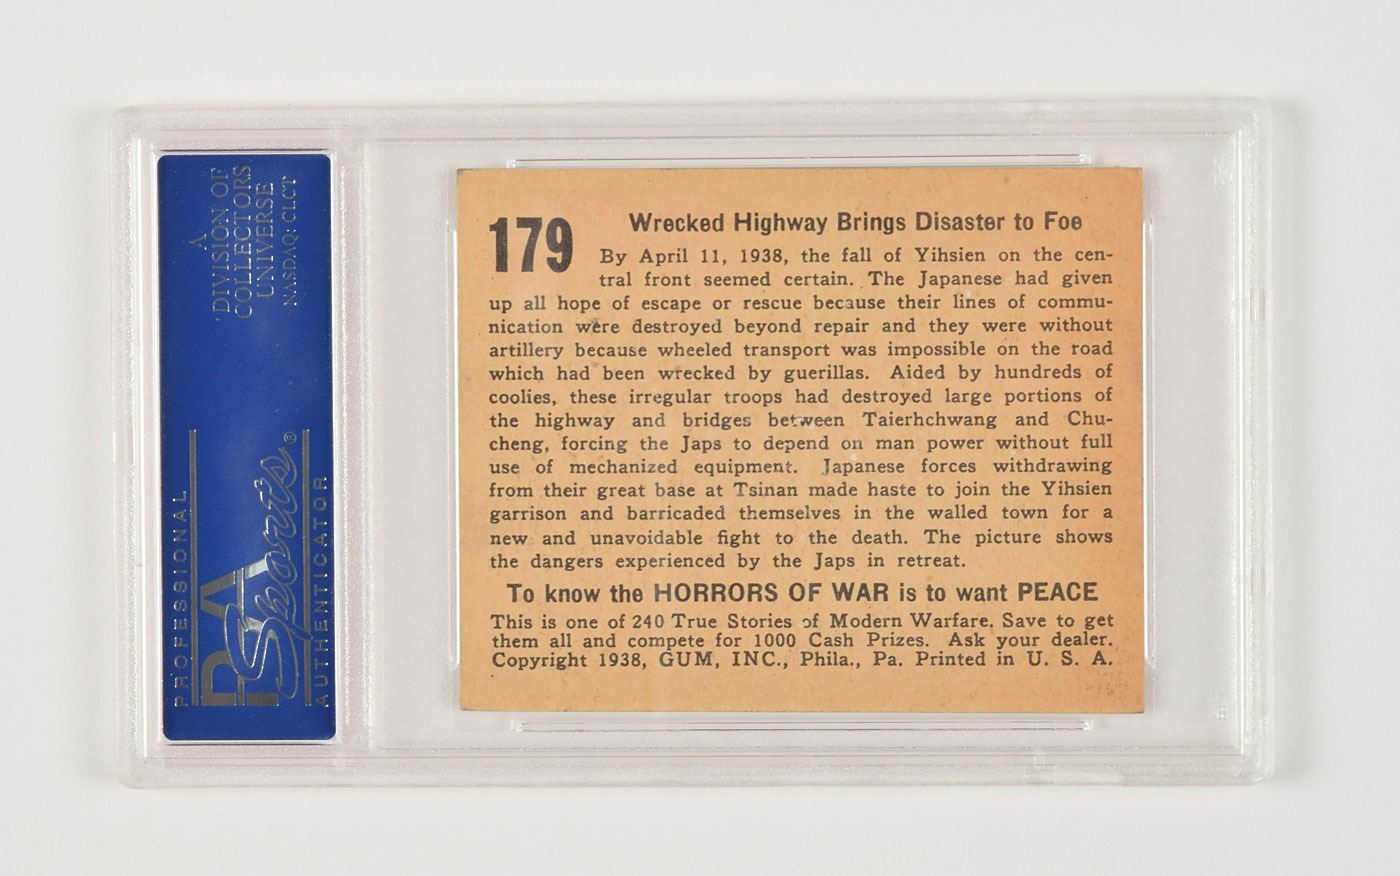 A
DIVISION OF
COLLECTORS
UNIVERSE
NASDAQ: CLCT
PROFESSIONAL
PSA
Sports®
AUTHENTICATOR
179
Wrecked Highway Brings Disaster to Foe
By April 11, 1938, the fall of Yihsien on the cen-
tral front seemed certain. The Japanese had given
up all hope of escape or rescue because their lines of commu-
nication were destroyed beyond repair and they were without
artillery because wheeled transport was impossible on the road
which had been wrecked by guerillas. Aided by hundreds of
coolies, these irregular troops had destroyed large portions of
the highway and bridges between Taierhchwang and Chu-
cheng, forcing the Japs to depend on man power without full
use of mechanized equipment. Japanese forces withdrawing
from their great base at Tsinan made haste to join the Yihsien
garrison and barricaded themselves in the walled town for a
new and unavoidable fight to the death. The picture shows
the dangers experienced by the Japs in retreat.
To know the HORRORS OF WAR is to want PEACE
This is one of 240 True Stories of Modern Warfare. Save to get
them all and compete for 1000 Cash Prizes. Ask your dealer.
Copyright 1938, GUM, INC., Phila., Pa. Printed in U. S. A.